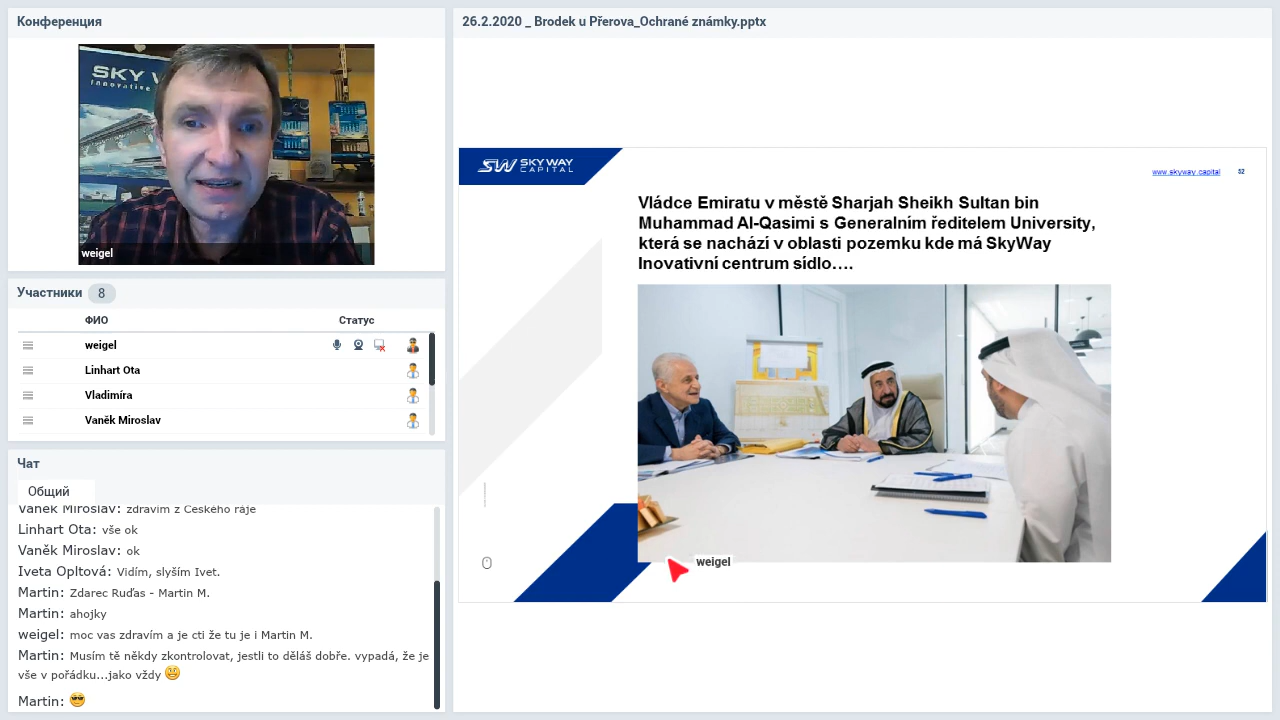 Конференция
SKY
Innovative
weigel
Участники 8
ФИО Статус
weigel
Linhart Ota
Vladimíra
Vaněk Miroslav
Чат
Общий
Vaněk Miroslav: zdravím z Českého ráje
Linhart Ota: vše ok
Vaněk Miroslav: ok
Iveta Opltová: Vidím, slyším Ivet.
Martin: Zdarec Ruďas - Martin M.
Martin: ahojky
weigel: moc vas zdravím a je cti že tu je i Martin M.
Martin: Musím tě někdy zkontrolovat, jestli to děláš dobře. vypadá, že je
vše v pořádku...jako vždy
Martin:
26.2.2020 _ Brodek u Přerova_Ochrané známky.pptx
SW SKY WAY
CAPITAL
www.skyway.capital 52
Vládce Emiratu v městě Sharjah Sheikh Sultan bin
Muhammad Al-Qasimi s Generalním ředitelem University,
která se nachází v oblasti pozemku kde má SkyWay
Inovativní centrum sídlo....
weigel